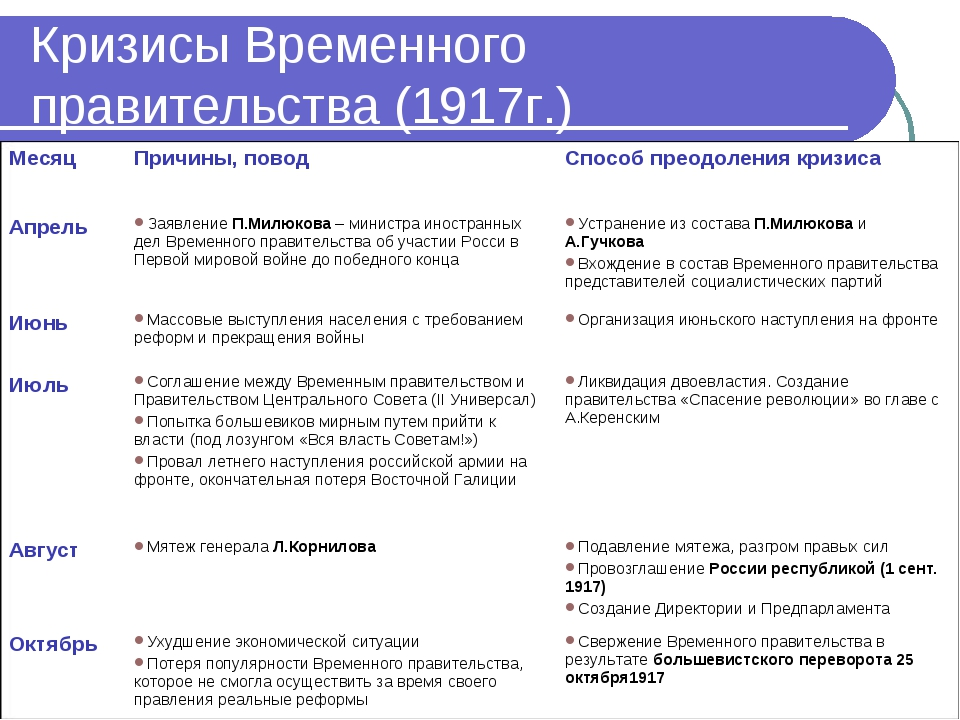 Кризисы Временного
правительства (1917г.)
Месяц Причины, повод Способ преодоления кризиса
Апрель
Заявление П.Милюкова – министра иностранных
дел Временного правительства об участии Росси в
Первой мировой войне до победного конца
Устранение из состава П.Милюкова и
А.Гучкова
Вхождение в состав Временного правительства
представителей социалистических партий
Июнь
Массовые выступления населения с требованием
реформ и прекращения войны
Организация июньского наступления на фронте
Июль
Соглашение между Временным правительством и
Правительством Центрального Совета (II Универсал)
Попытка большевиков мирным путем прийти к
власти (под лозунгом «Вся власть Советам!»)
Провал летнего наступления российской армии на
фронте, окончательная потеря Восточной Галиции
Ликвидация двоевластия. Создание
правительства «Спасение революции» во главе с
А.Керенским
Август
Мятеж генерала Л.Корнилова
Подавление мятежа, разгром правых сил
Провозглашение России республикой (1 сент.
1917)
Создание Директории и Предпарламента
Октябрь
Ухудшение экономической ситуации
Потеря популярности Временного правительства,
которое не смогла осуществить за время своего
правления реальные реформы
Свержение Временного правительства в
результате большевистского переворота 25
октября1917